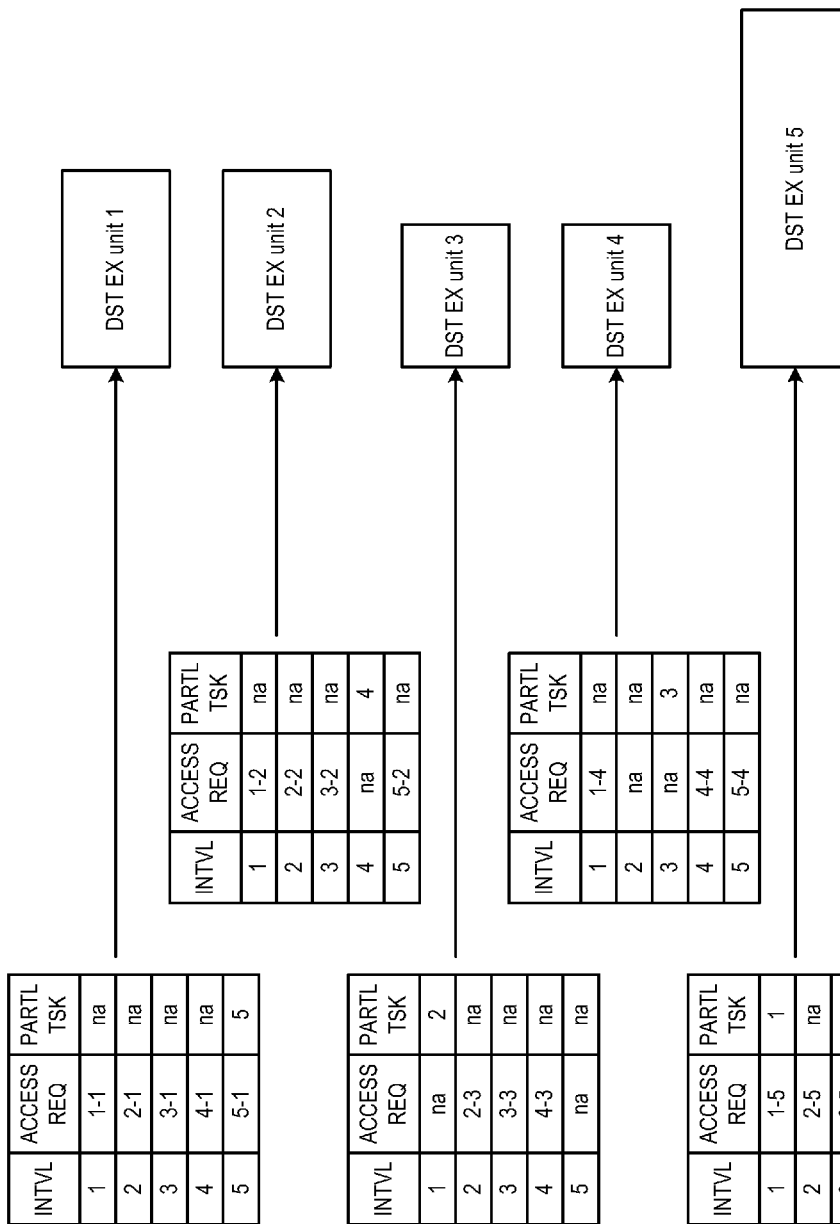 INTVL ACCESS REQ PARTL TSK
1 1-1 na
2 2-1 na
3 3-1 na
4 4-1 na
5 5-1 5
DST EX unit 1
INTVL ACCESS REQ PARTL TSK
1 1-2 na
2 2-2 na
3 3-2 na
4 na 4
5 5-2 na
DST EX unit 2
INTVL ACCESS REQ PARTL TSK
1 na 2
2 2-3 na
3 3-3 na
4 4-3 na
5 na na
DST EX unit 3
INTVL ACCESS REQ PARTL TSK
1 1-4 na
2 na na
3 na 3
4 4-4 na
5 5-4 na
DST EX unit 4
INTVL ACCESS REQ PARTL TSK
1 1-5 1
2 2-5 na
DST EX unit 5